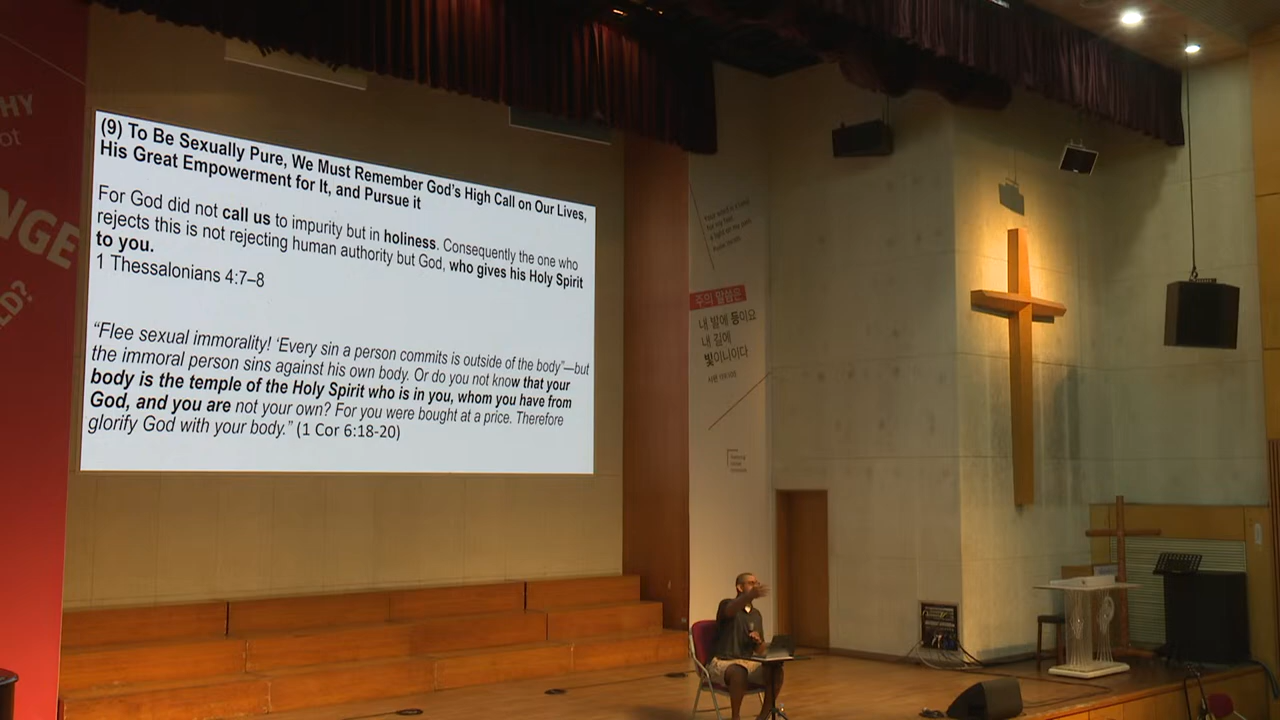 (9) To Be Sexually Pure, We Must Remember God's High Call on Our Lives,
His Great Empowerment for It, and Pursue it
For God did not call us to impurity but in holiness. Consequently the one who
rejects this is not rejecting human authority but God, who gives his Holy Spirit
to you.
1 Thessalonians 4:7–8
“Flee sexual immorality! ‘Every sin a person commits is outside of the body”—but
the immoral person sins against his own body. Or do you not know that your
body is the temple of the Holy Spirit who is in you, whom you have from
God, and you are not your own? For you were bought at a price. Therefore
glorify God with your body.” (1 Cor 6:18-20)
HY
ot
NGE
LD?
주의 말씀은
내 발에 등이요
내 길에
빛이니이다